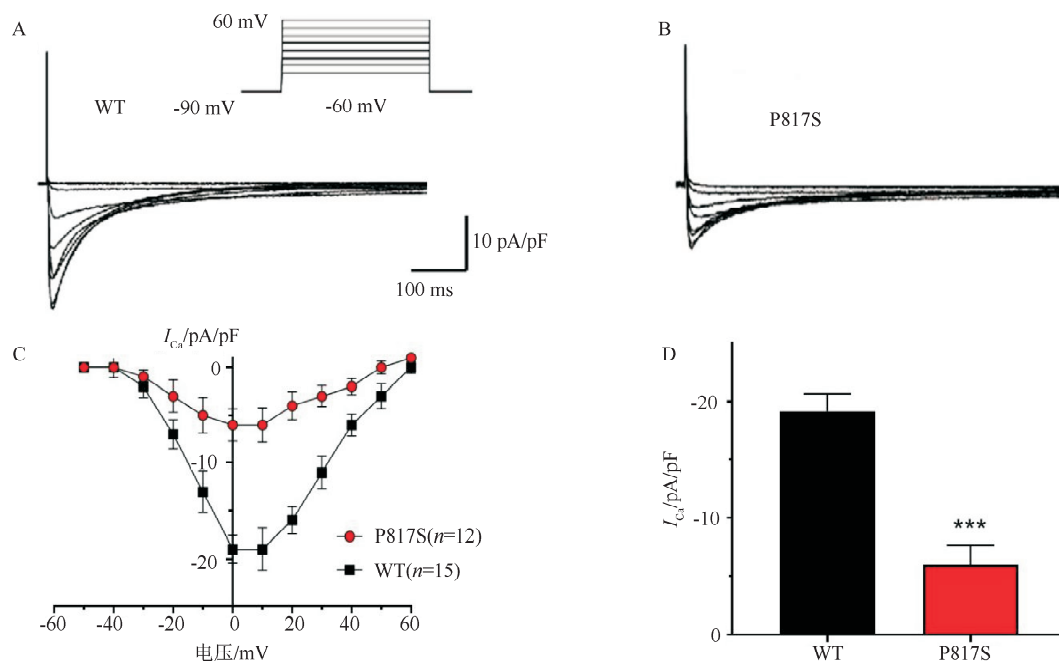 A
60 mV
WT
-90 mV
-60 mV
10 pA/pF
100 ms
B
P817S
C
I_Ca/pA/pF
0
-10
-20
P817S(n=12)
WT(n=15)
-60
-40
-20
0
20
40
60
电压/mV
D
I_Ca/pA/pF
-20
-10
0
***
WT
P817S